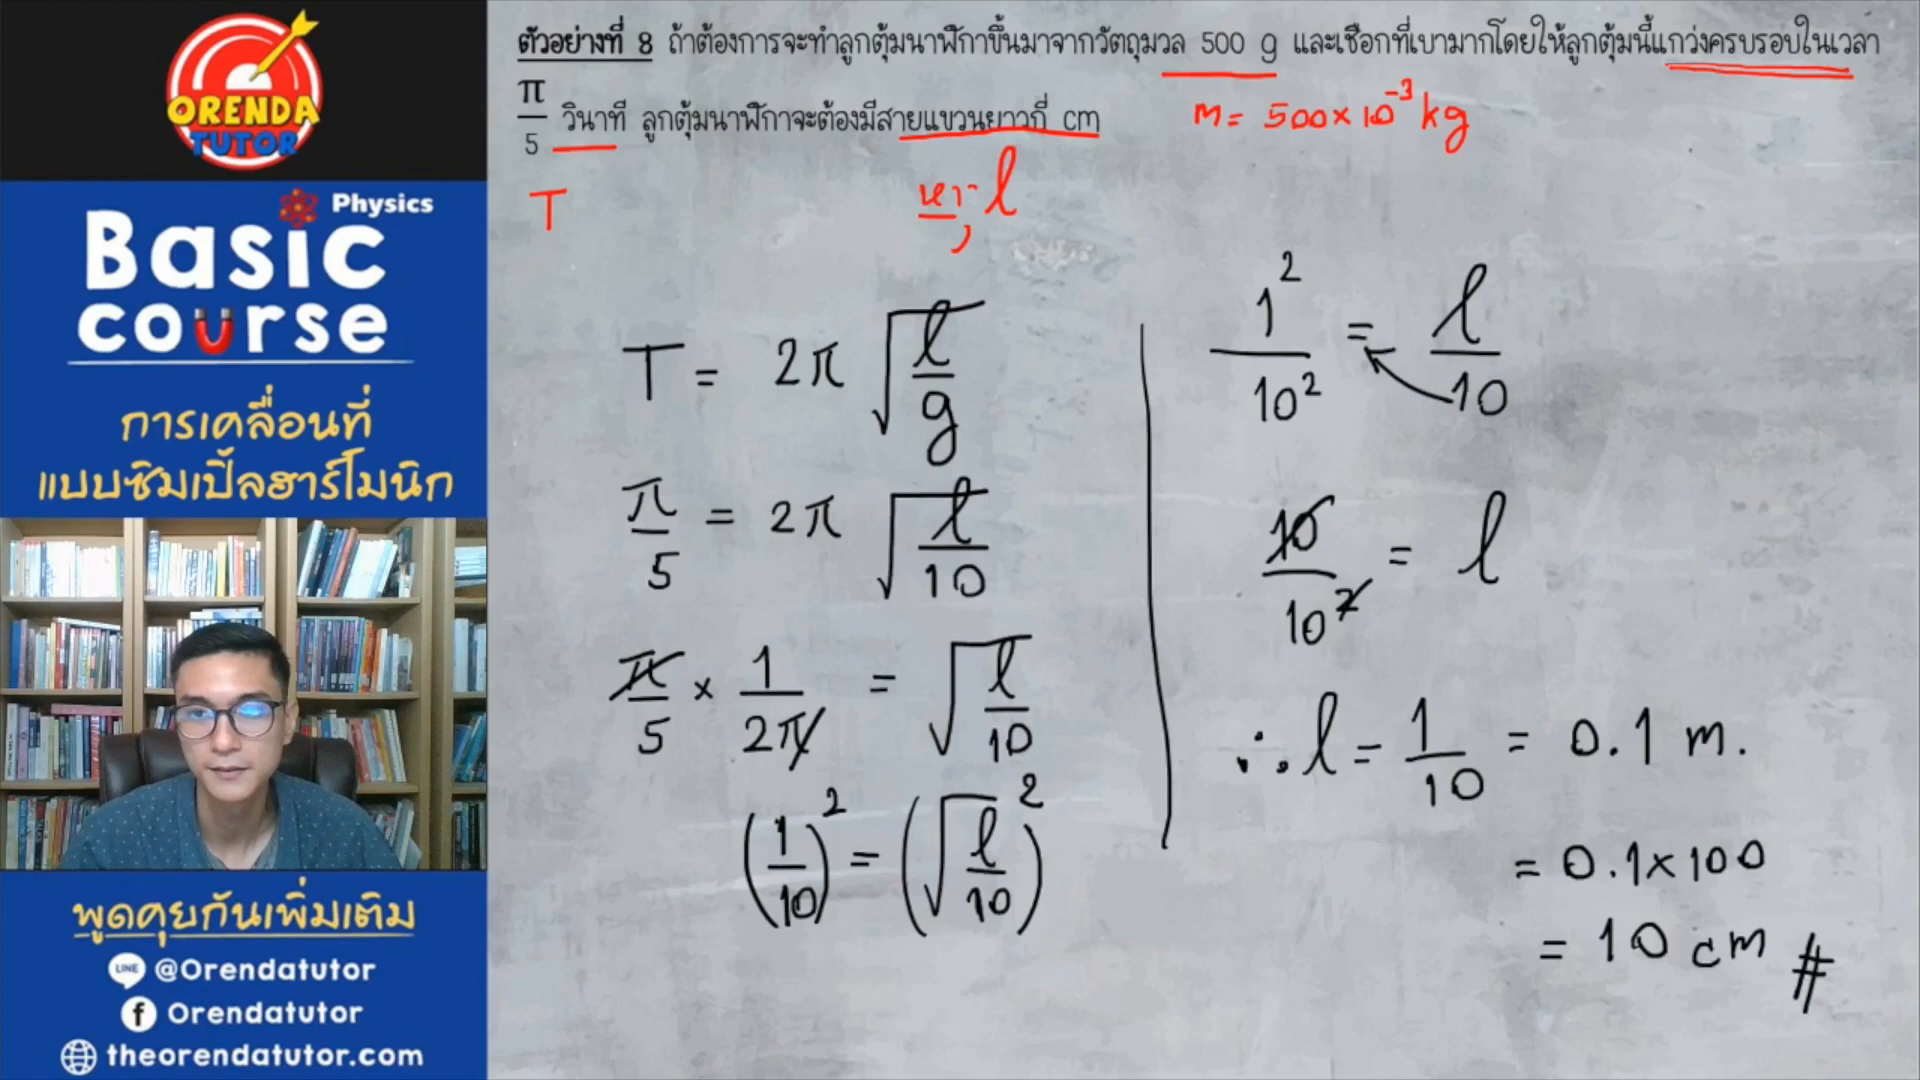 ORENDA
TUTOR
Physics
Basic
course
การเคลื่อนที่
แบบซิมเปิ้ลฮาร์โมนิก
พูดคุยกันเพิ่มเติม
LINE @Orendatutor
f Orendatutor
theorendatutor.com
ตัวอย่างที่ 8 ถ้าต้องการจะทำลูกตุ้มนาฬิกาขึ้นมาจากวัตถุมวล 500 g และเชือกที่เบามากโดยให้ลูกตุ้มนี้แกว่งครบรอบในเวลา
π/5 วินาที ลูกตุ้มนาฬิกาจะต้องมีสายแขวนยาวกี่ cm
m = 500×10⁻³ kg
T
หา, l
T = 2π √(l/g)
π/5 = 2π √(l/10)
π/5 × 1/2π = √(l/10)
(1/10)² = (√(l/10))²
1²/10² = l/10
10/10² = l
∴ l = 1/10 = 0.1 m.
= 0.1×100
= 10 cm #